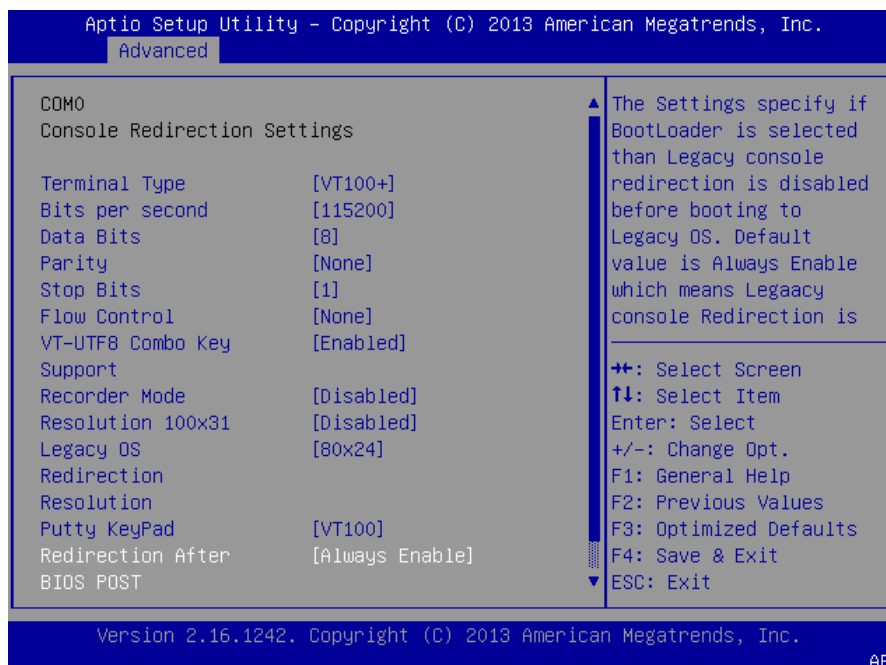 Aptio Setup Utility – Copyright (C) 2013 American Megatrends, Inc.
Advanced
COM0
Console Redirection Settings
Terminal Type [VT100+]
Bits per second [115200]
Data Bits [8]
Parity [None]
Stop Bits [1]
Flow Control [None]
VT-UTF8 Combo Key [Enabled]
Support
Recorder Mode [Disabled]
Resolution 100x31 [Disabled]
Legacy OS [80x24]
Redirection
Resolution
Putty KeyPad [VT100]
Redirection After [Always Enable]
BIOS POST
The Settings specify if
BootLoader is selected
than Legacy console
redirection is disabled
before booting to
Legacy OS. Default
value is Always Enable
which means Legaacy
console Redirection is
→←: Select Screen
↑↓: Select Item
Enter: Select
+/-: Change Opt.
F1: General Help
F2: Previous Values
F3: Optimized Defaults
F4: Save & Exit
ESC: Exit
Version 2.16.1242. Copyright (C) 2013 American Megatrends, Inc.